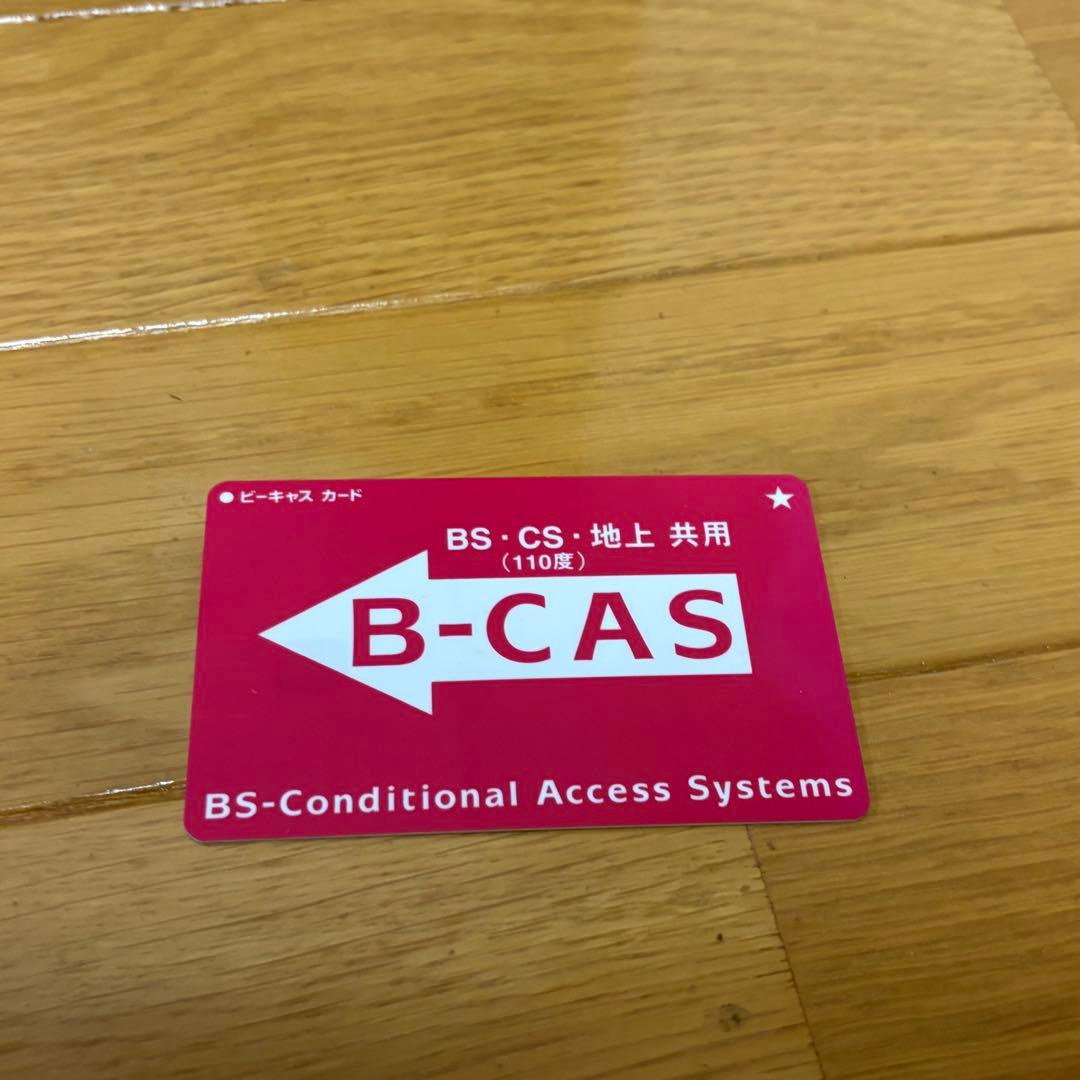 ● ビーキャス カード ★
BS・CS・地上 共用
(110度)
B-CAS
BS-Conditional Access Systems